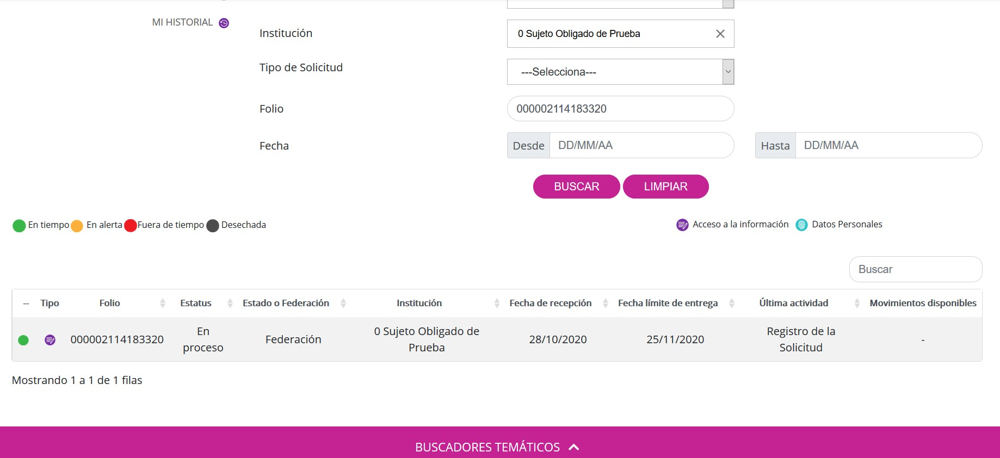 MI HISTORIAL
Institución
0 Sujeto Obligado de Prueba
Tipo de Solicitud
---Selecciona---
Folio
000002114183320
Fecha
Desde DD/MM/AA
Hasta DD/MM/AA
BUSCAR LIMPIAR
En tiempo En alerta Fuera de tiempo Desechada
Acceso a la información Datos Personales
Buscar
-- Tipo Folio Estatus Estado o Federación Institución Fecha de recepción Fecha límite de entrega Última actividad Movimientos disponibles
000002114183320
En
proceso
Federación
0 Sujeto Obligado de
Prueba
28/10/2020
25/11/2020
Registro de la
Solicitud
-
Mostrando 1 a 1 de 1 filas
BUSCADORES TEMÁTICOS